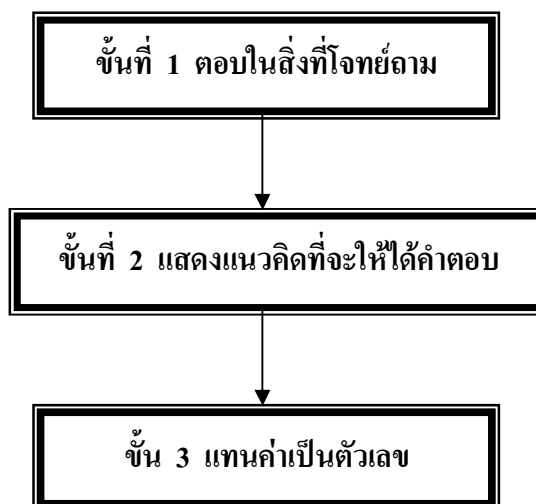 ขั้นที่ 1 ตอบในสิ่งที่โจทย์ถาม
ขั้นที่ 2 แสดงแนวคิดที่จะให้ได้คำตอบ
ขั้น 3 แทนค่าเป็นตัวเลข